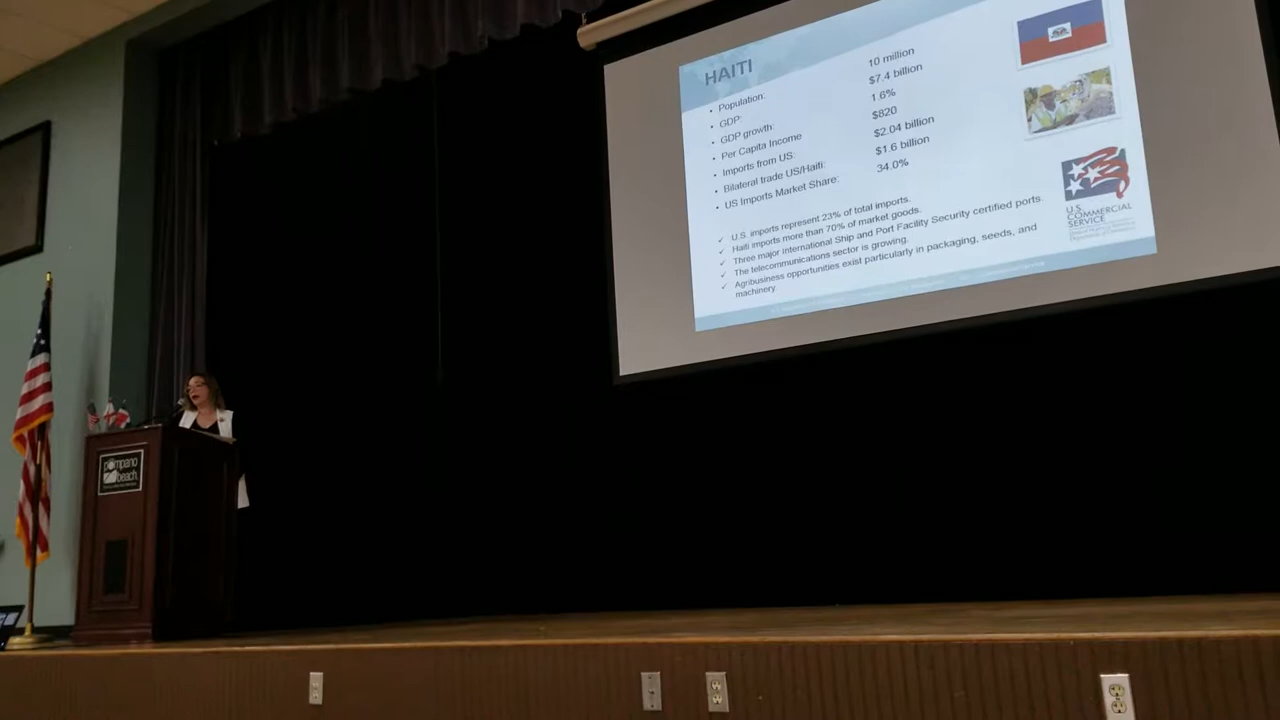 HAITI
• Population: 10 million
• GDP: $7.4 billion
• GDP growth: 1.6%
• Per Capita Income $820
• Imports from US: $2.04 billion
• Bilateral trade US/Haiti: $1.6 billion
• US Imports Market Share: 34.0%
✓ U.S. imports represent 23% of total imports.
✓ Haiti imports more than 70% of market goods.
✓ Three major international Ship and Port Facility Security certified ports.
✓ The telecommunications sector is growing.
✓ Agribusiness opportunities exist particularly in packaging, seeds, and
machinery
U.S.
COMMERCIAL
SERVICE
pompano
beach